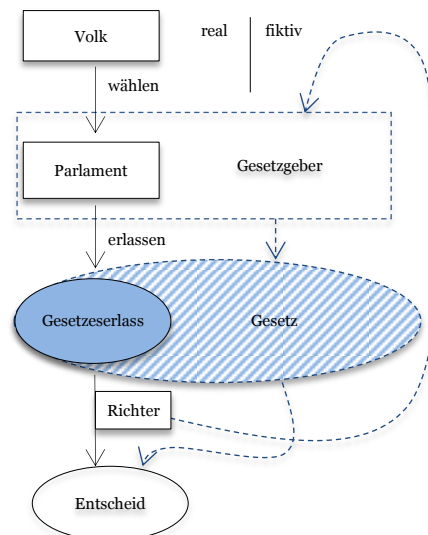 Volk
real
fiktiv
wählen
Parlament
Gesetzgeber
erlassen
Gesetzeserlass
Gesetz
Richter
Entscheid